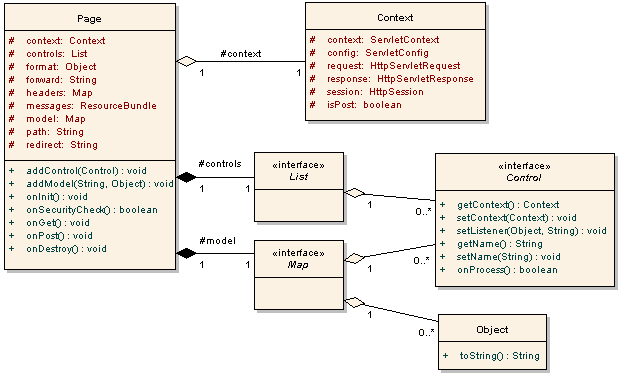 Page
# context: Context
# controls: List
# format: Object
# forward: String
# headers: Map
# messages: ResourceBundle
# model: Map
# path: String
# redirect: String
+ addControl(Control) : void
+ addModel(String, Object) : void
+ onInit() : void
+ onSecurityCheck() : boolean
+ onGet() : void
+ onPost() : void
+ onDestroy() : void
#context
1
1
Context
# context: ServletContext
# config: ServletConfig
# request: HttpServletRequest
# response: HttpServletResponse
# session: HttpSession
# isPost: boolean
#controls
1
1
«interface»
List
1
0..*
«interface»
Control
+ getContext() : Context
+ setContext(Context) : void
+ setListener(Object, String) : void
+ getName() : String
+ setName(String) : void
+ onProcess() : boolean
#model
1
1
«interface»
Map
1
0..*
1
0..*
Object
+ toString() : String